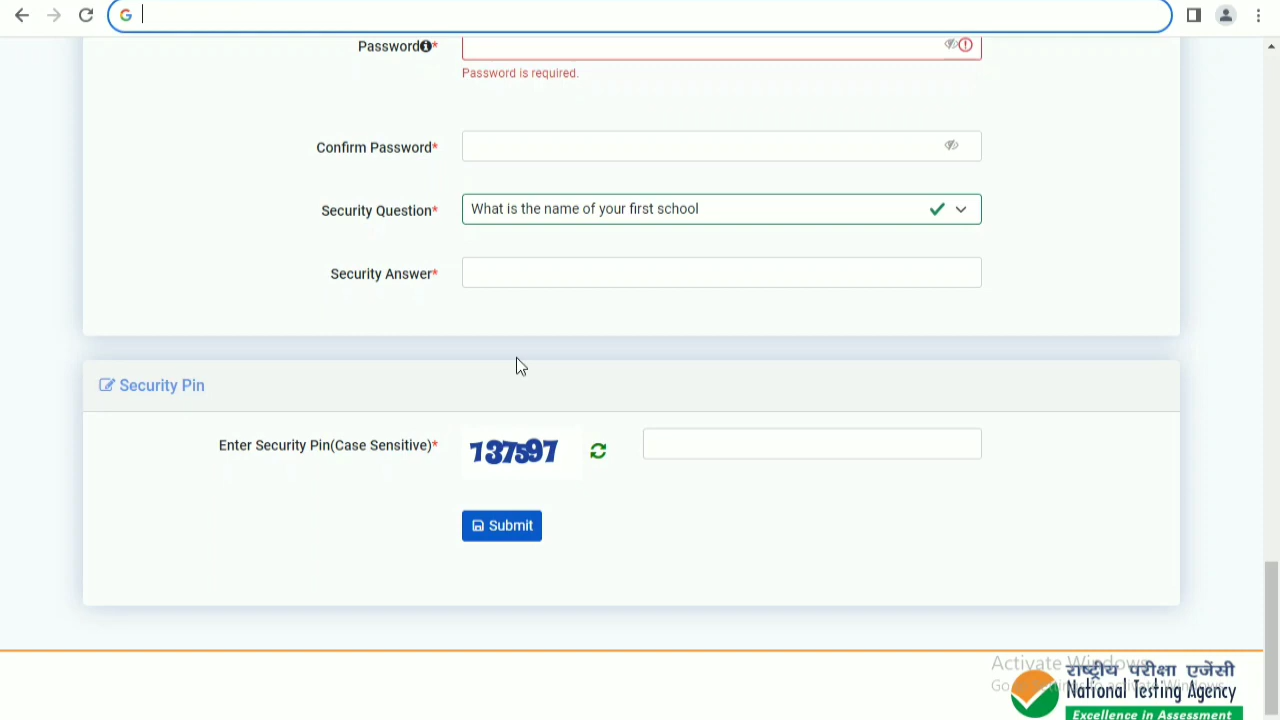 Password*
Password is required.
Confirm Password*
Security Question*
What is the name of your first school
Security Answer*
Security Pin
Enter Security Pin(Case Sensitive)*
737597
Submit
Activate Windows
राष्ट्रीय परीक्षा एजेंसी
National Testing Agency
Excellence in Assessment